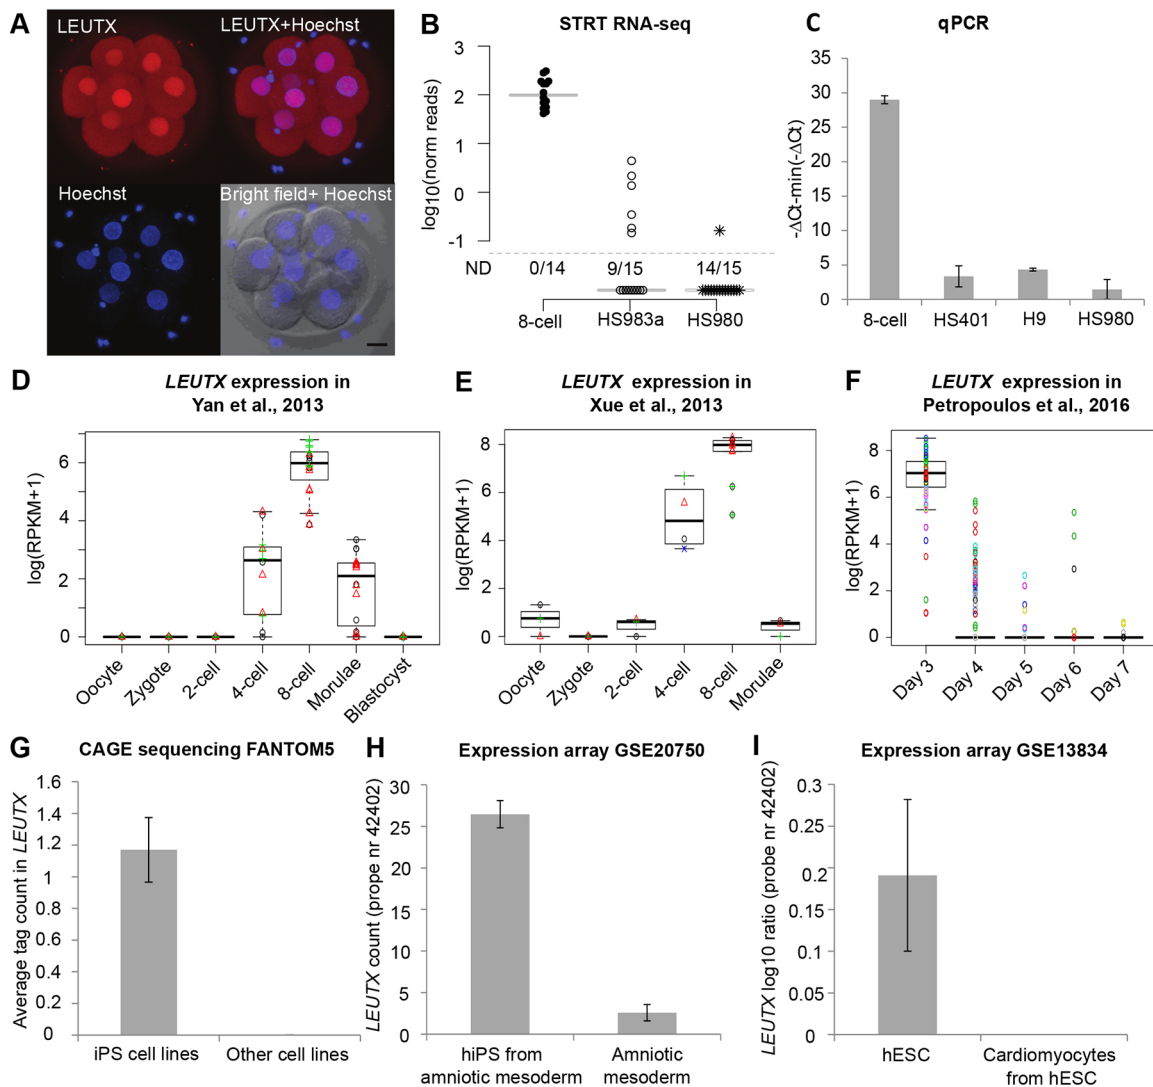 A
LEUTX
LEUTX+Hoechst
Hoechst
Bright field+ Hoechst
B
STRT RNA-seq
log10(norm reads)
3
2
1
0
-1
ND
0/14
9/15
14/15
8-cell
HS983a
HS980
C
qPCR
-ΔCt-min(-ΔCt)
35
30
25
20
15
10
5
0
8-cell
HS401
H9
HS980
D
LEUTX expression in
Yan et al., 2013
log(RPKM+1)
6
4
2
0
Oocyte
Zygote
2-cell
4-cell
8-cell
Morulae
Blastocyst
E
LEUTX expression in
Xue et al., 2013
log(RPKM+1)
8
6
4
2
0
Oocyte
Zygote
2-cell
4-cell
8-cell
Morulae
F
LEUTX expression in
Petropoulos et al., 2016
log(RPKM+1)
8
6
4
2
0
Day 3
Day 4
Day 5
Day 6
Day 7
G
CAGE sequencing FANTOM5
Average tag count in LEUTX
1.6
1.4
1.2
1
0.8
0.6
0.4
0.2
0
iPS cell lines
Other cell lines
H
Expression array GSE20750
LEUTX count (prope nr 42402)
30
25
20
15
10
5
0
hiPS from
amniotic mesoderm
Amniotic
mesoderm
I
Expression array GSE13834
LEUTX log10 ratio (probe nr 42402)
0.3
0.25
0.2
0.15
0.1
0.05
0
hESC
Cardiomyocytes
from hESC